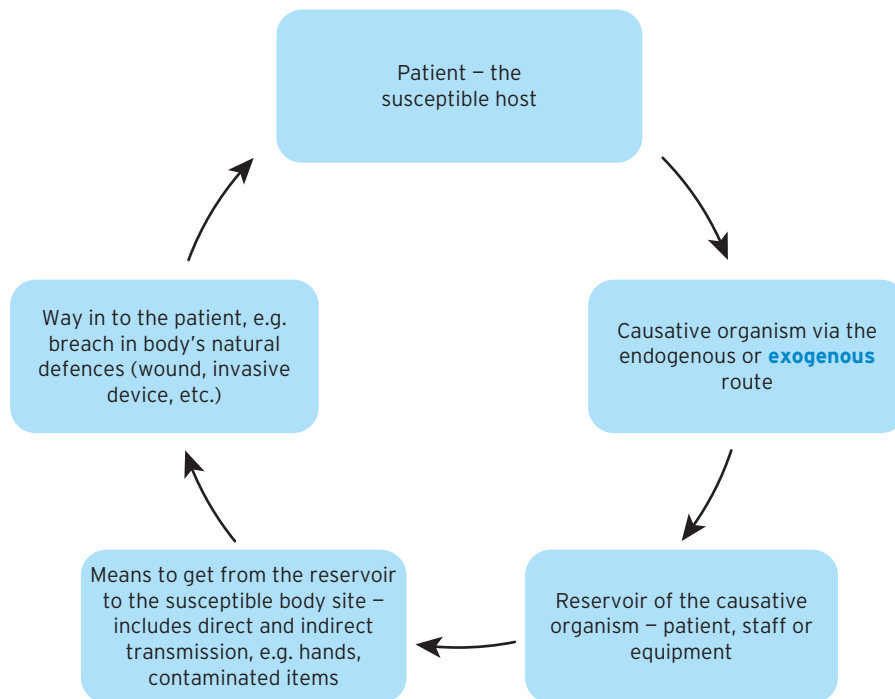 Patient – the
susceptible host
Causative organism via the
endogenous or exogenous
route
Reservoir of the causative
organism – patient, staff or
equipment
Means to get from the reservoir
to the susceptible body site –
includes direct and indirect
transmission, e.g. hands,
contaminated items
Way in to the patient, e.g.
breach in body's natural
defences (wound, invasive
device, etc.)